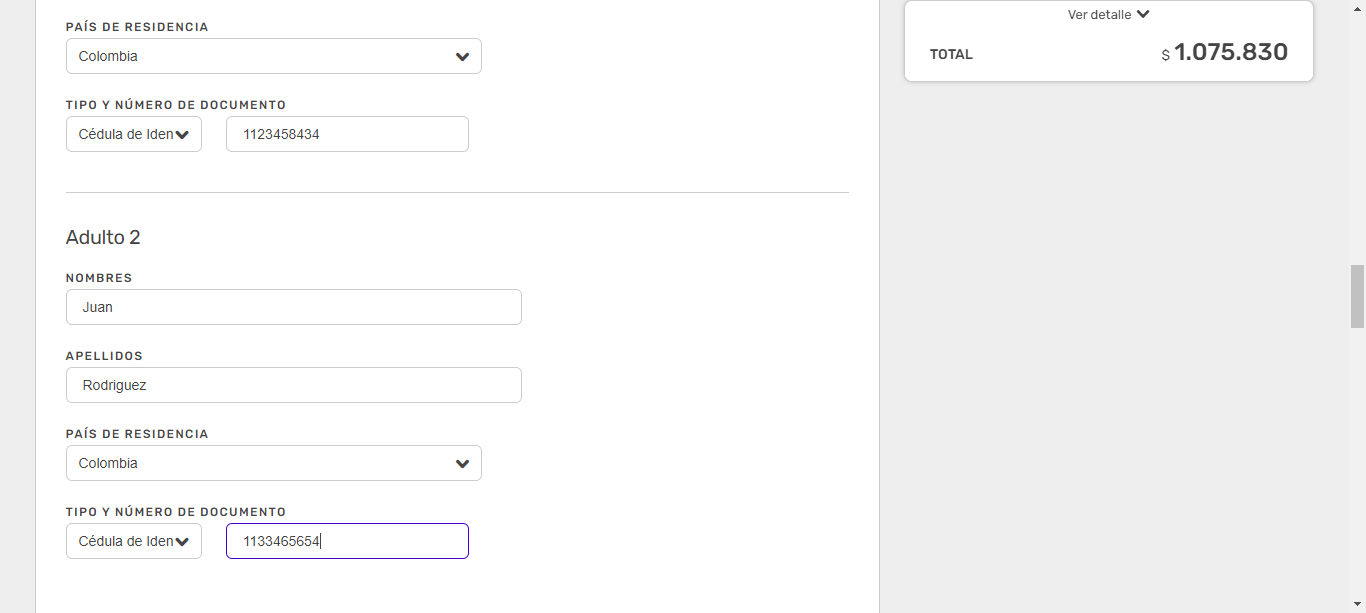 PAÍS DE RESIDENCIA
Colombia
TIPO Y NÚMERO DE DOCUMENTO
Cédula de Iden
1123458434
Adulto 2
NOMBRES
Juan
APELLIDOS
Rodriguez
PAÍS DE RESIDENCIA
Colombia
TIPO Y NÚMERO DE DOCUMENTO
Cédula de Iden
1133465654
Ver detalle
TOTAL
$ 1.075.830